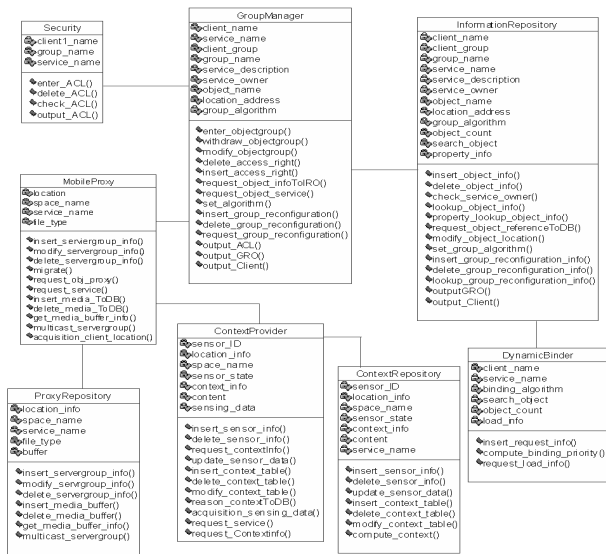 Security
client1_name
group_name
service_name
enter_ACL()
delete_ACL()
check_ACL()
output_ACL()
GroupManager
client_name
service_name
client_group
group_name
service_description
service_owner
object_name
location_address
group_algorithm
enter_objectgroup()
withdraw_objectgroup()
modify_objectgroup()
delete_access_right()
insert_access_right()
request_object_infoToIRO()
request_object_service()
set_algorithm()
insert_group_reconfiguration()
delete_group_reconfiguration()
request_group_reconfiguration()
output_ACL()
output_GRO()
output_Client()
InformationRepository
client_name
client_group
group_name
service_name
service_description
service_owner
object_name
location_address
group_algorithm
object_count
search_object
property_info
insert_object_info()
delete_object_info()
check_service_owner()
lookup_object_info()
property_lookup_object_info()
request_object_referenceToDB()
modify_object_location()
set_group_algorithm()
insert_group_reconfiguration_info()
delete_group_reconfiguration_info()
lookup_group_reconfiguration_info()
outputGRO()
output_Client()
MobileProxy
location
space_name
service_name
file_type
insert_serviergroup_info()
modify_servergroup_info()
delete_servergroup_info()
migrate()
request_obj_proxy()
request_service()
insert_media_ToDB()
delete_media_ToDB()
get_media_buffer_info()
multicast_servergroup()
acquisition_client_location()
ContextProvider
sensor_ID
location_info
space_name
sensor_state
context_info
content
sensing_data
insert_sensor_info()
delete_sensor_info()
request_contextInfo()
update_sensor_data()
insert_context_table()
delete_context_table()
modify_context_table()
reason_contextToDB()
acquisition_sensing_data()
request_service()
request_Contextinfo()
ContextRepository
sensor_ID
location_info
space_name
sensor_state
context_info
content
service_name
insert_sensor_info()
delete_sensor_info()
update_sensor_data()
insert_context_table()
delete_context_table()
modify_context_table()
compute_context()
DynamicBinder
client_name
service_name
binding_algorithm
search_object
object_count
load_info
insert_request_info()
compute_binding_priority()
request_load_info()
ProxyRepository
location_info
space_name
service_name
file_type
buffer
insert_servergroup_info()
modify_servrgroup_info()
delete_servergroup_info()
insert_media_buffer()
delete_media_buffer()
get_media_buffer_info()
multicast_servergroup()